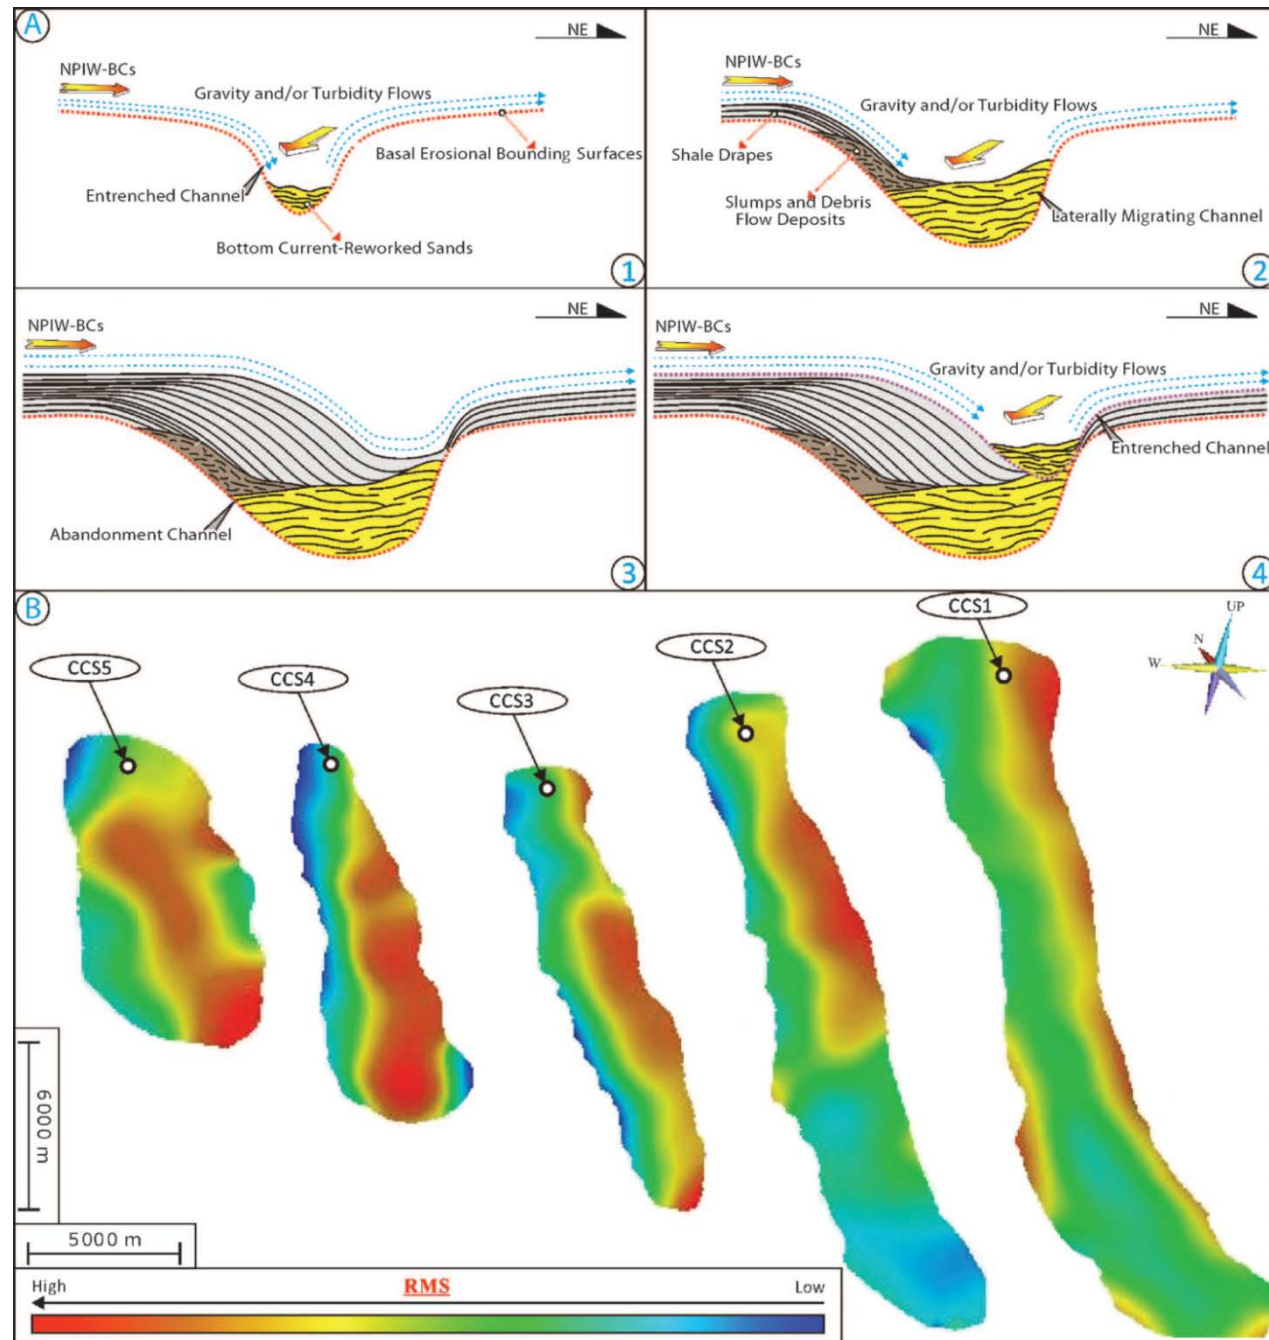 A
NE
NPIW-BCs
Gravity and/or Turbidity Flows
Basal Erosional Bounding Surfaces
Entrenched Channel
Bottom Current-Reworked Sands
1
NE
NPIW-BCs
Gravity and/or Turbidity Flows
Shale Drapes
Slumps and Debris
Flow Deposits
Laterally Migrating Channel
2
NE
NPIW-BCs
Abandonment Channel
3
NE
NPIW-BCs
Gravity and/or Turbidity Flows
Entrenched Channel
4
B
CCS5
CCS4
CCS3
CCS2
CCS1
UP
N
W
6000 m
5000 m
High
RMS
Low